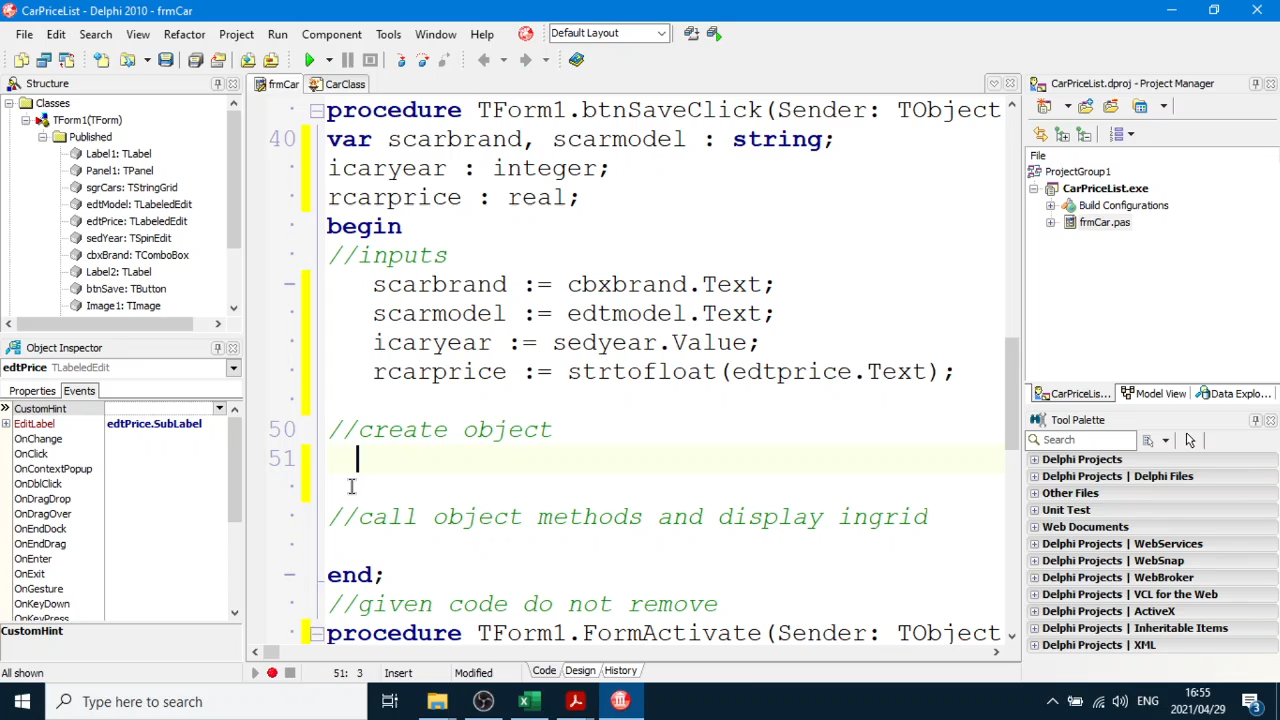 CarPriceList - Delphi 2010 - frmCar
File Edit Search View Refactor Project Run Component Tools Window Help Default Layout
Structure
Classes
TForm1(TForm)
Published
Label1: TLabel
Panel1: TPanel
sgrCars: TStringGrid
edtModel: TLabeledEdit
edtPrice: TLabeledEdit
sedYear: TSpinEdit
cbxBrand: TComboBox
Label2: TLabel
btnSave: TButton
Image1: TImage
Object Inspector
edtPrice TLabeledEdit
Properties Events
CustomHint
EditLabel edtPrice.SubLabel
OnChange
OnClick
OnContextPopup
OnDblClick
OnDragDrop
OnDragOver
OnEndDock
OnEndDrag
OnEnter
OnExit
OnGesture
OnKeyDown
OnKeyPress
CustomHint
All shown
frmCar CarClass
procedure TForm1.btnSaveClick(Sender: TObject
40 var scarbrand, scarmodel : string;
icaryear : integer;
rcarprice : real;
begin
//inputs
scarbrand := cbxbrand.Text;
scarmodel := edtmodel.Text;
icaryear := sedyear.Value;
rcarprice := strtofloat(edtprice.Text);
50 //create object
51
//call object methods and display ingrid
end;
//given code do not remove
procedure TForm1.FormActivate(Sender: TObject
51: 3 Insert Modified Code Design History
CarPriceList.dproj - Project Manager
File
ProjectGroup1
CarPriceList.exe
Build Configurations
frmCar.pas
CarPriceLis... Model View Data Explo...
Tool Palette
Search
Delphi Projects
Delphi Files
Other Files
Unit Test
Web Documents
Delphi Projects | WebServices
Delphi Projects | WebSnap
Delphi Projects | WebBroker
Delphi Projects | VCL for the Web
Delphi Projects | ActiveX
Delphi Projects | Inheritable Items
Delphi Projects | XML
Type here to search
ENG
16:55
2021/04/29
3